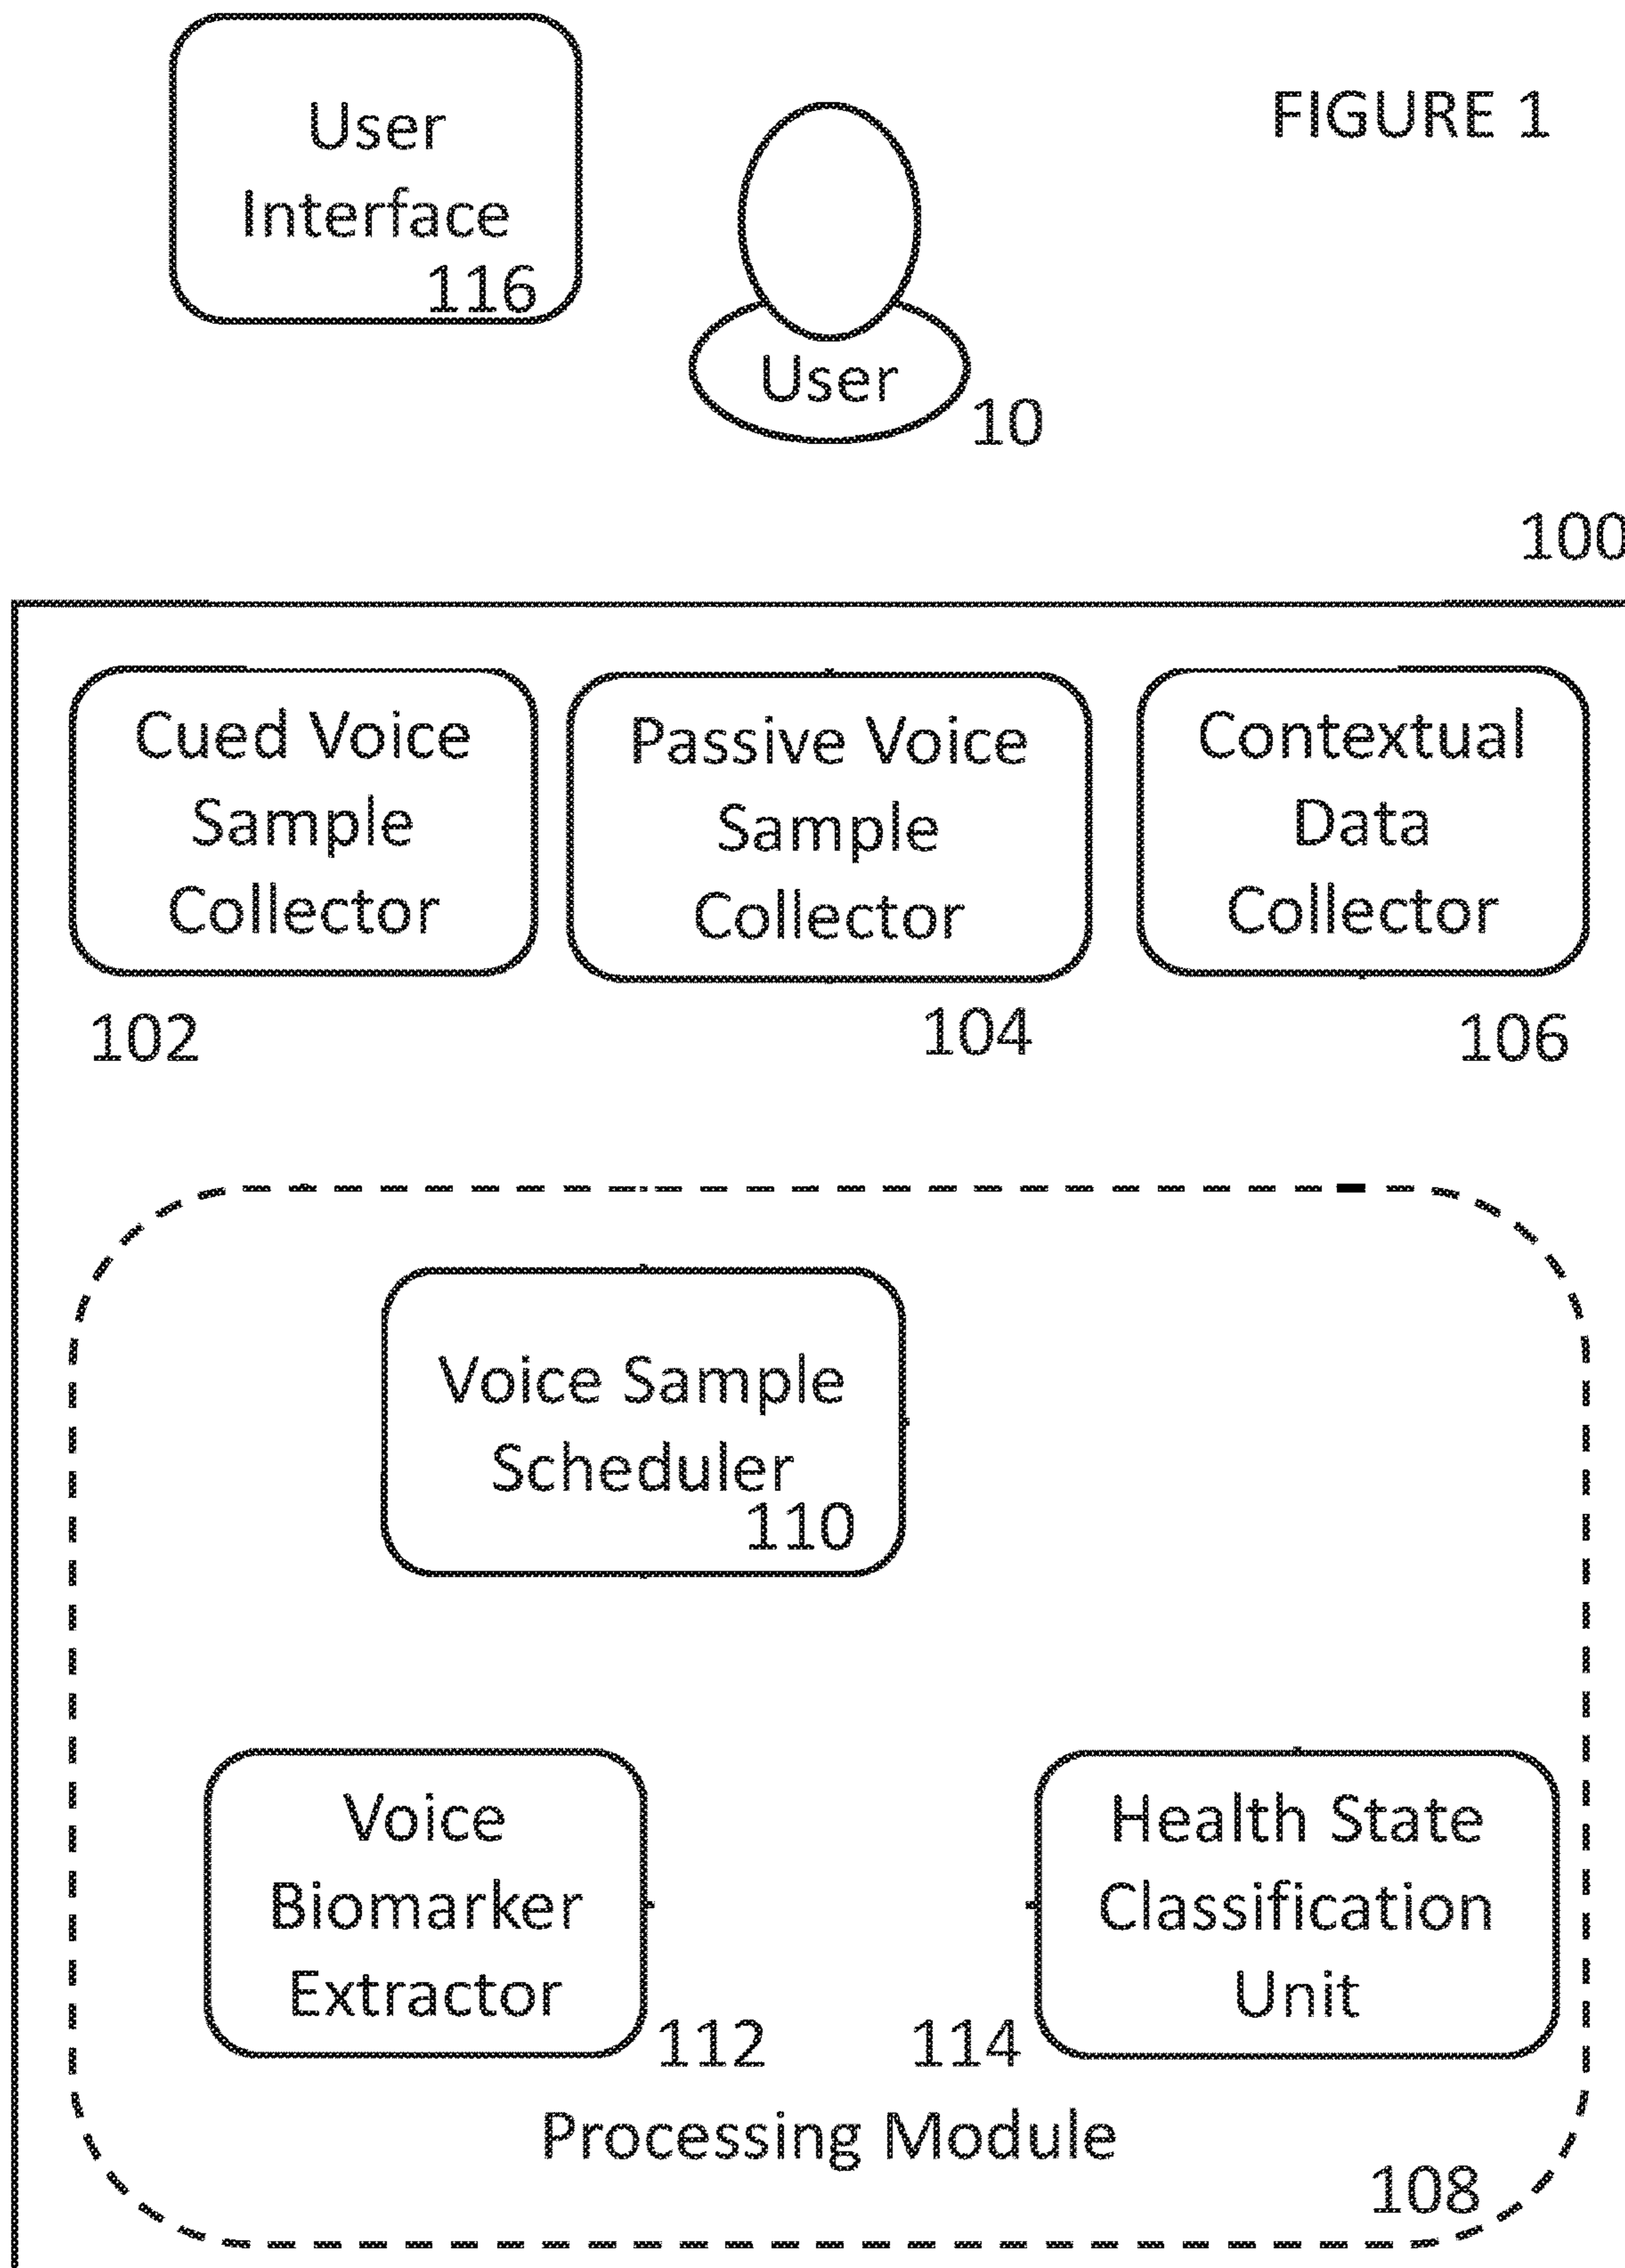 User
Interface
116
FIGURE 1
User
10
100
Cued Voice
Sample
Collector
102
Passive Voice
Sample
Collector
104
Contextual
Data
Collector
106
Voice Sample
Scheduler
110
Voice
Biomarker
Extractor
112
Health State
Classification
Unit
114
Processing Module
108